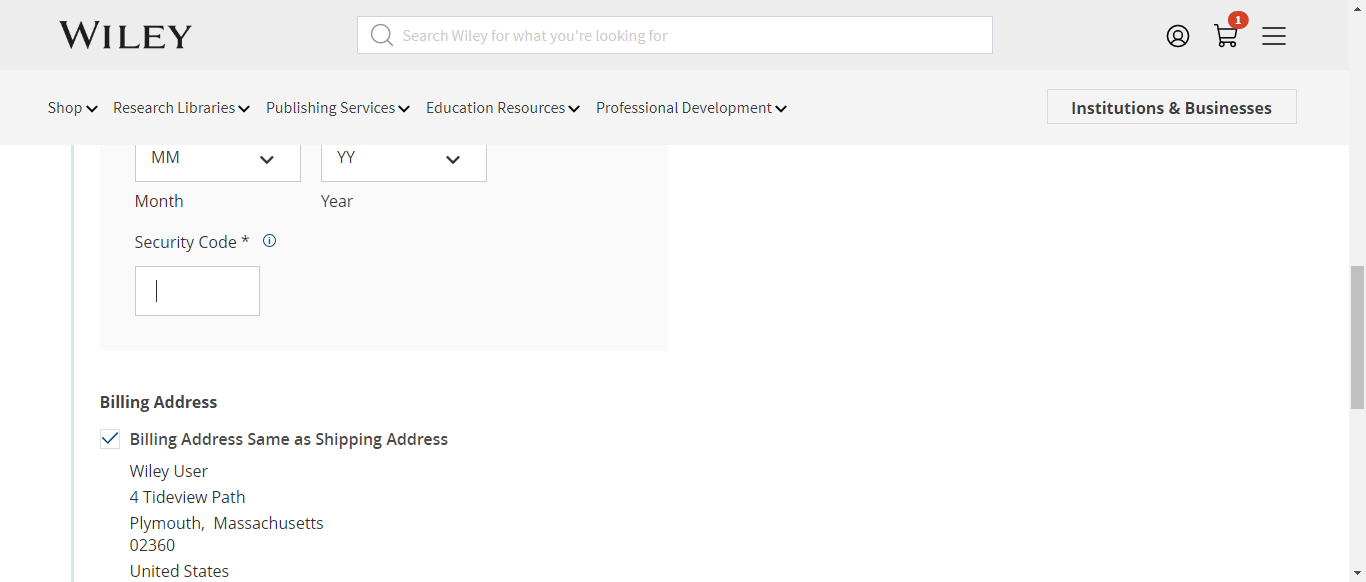 WILEY
Search Wiley for what you're looking for
1
Shop Research Libraries Publishing Services Education Resources Professional Development Institutions & Businesses
MM YY
Month Year
Security Code *
Billing Address
Billing Address Same as Shipping Address
Wiley User
4 Tideview Path
Plymouth, Massachusetts
02360
United States